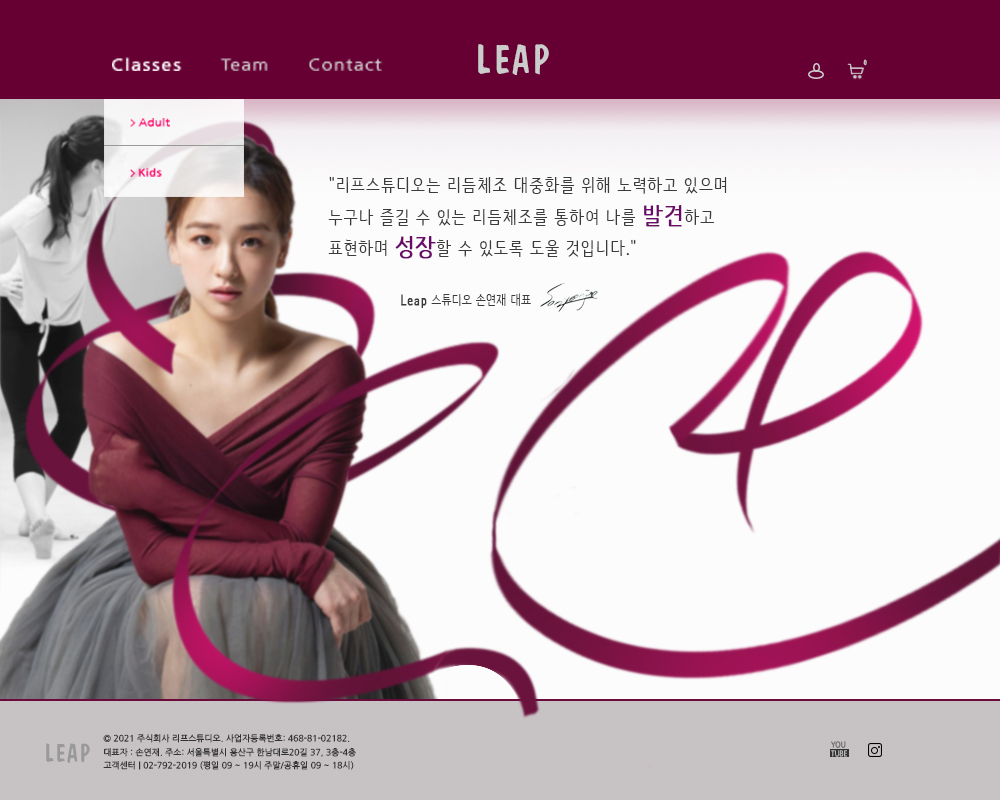 Classes Team Contact
LEAP
0
> Adult
> Kids
"리프스튜디오는 리듬체조 대중화를 위해 노력하고 있으며
누구나 즐길 수 있는 리듬체조를 통하여 나를 발견하고
표현하며 성장할 수 있도록 도울 것입니다."
Leap 스튜디오 손연재 대표
LEAP
© 2021 주식회사 리프스튜디오. 사업자등록번호: 468-81-02182.
대표자 : 손연재, 주소: 서울특별시 용산구 한남대로20길 37, 3층-4층
고객센터 | 02-792-2019 (평일 09 ~ 19시 주말/공휴일 09 ~ 18시)
YOU
TUBE